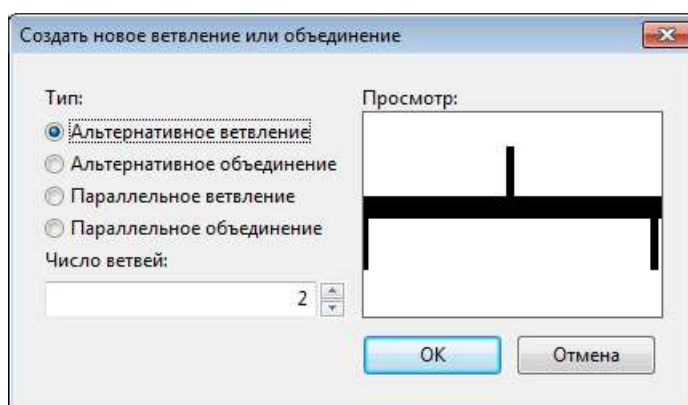 Создать новое ветвление или объединение
Тип:
Альтернативное ветвление
Альтернативное объединение
Параллельное ветвление
Параллельное объединение
Число ветвей:
2
Просмотр:
OK
Отмена